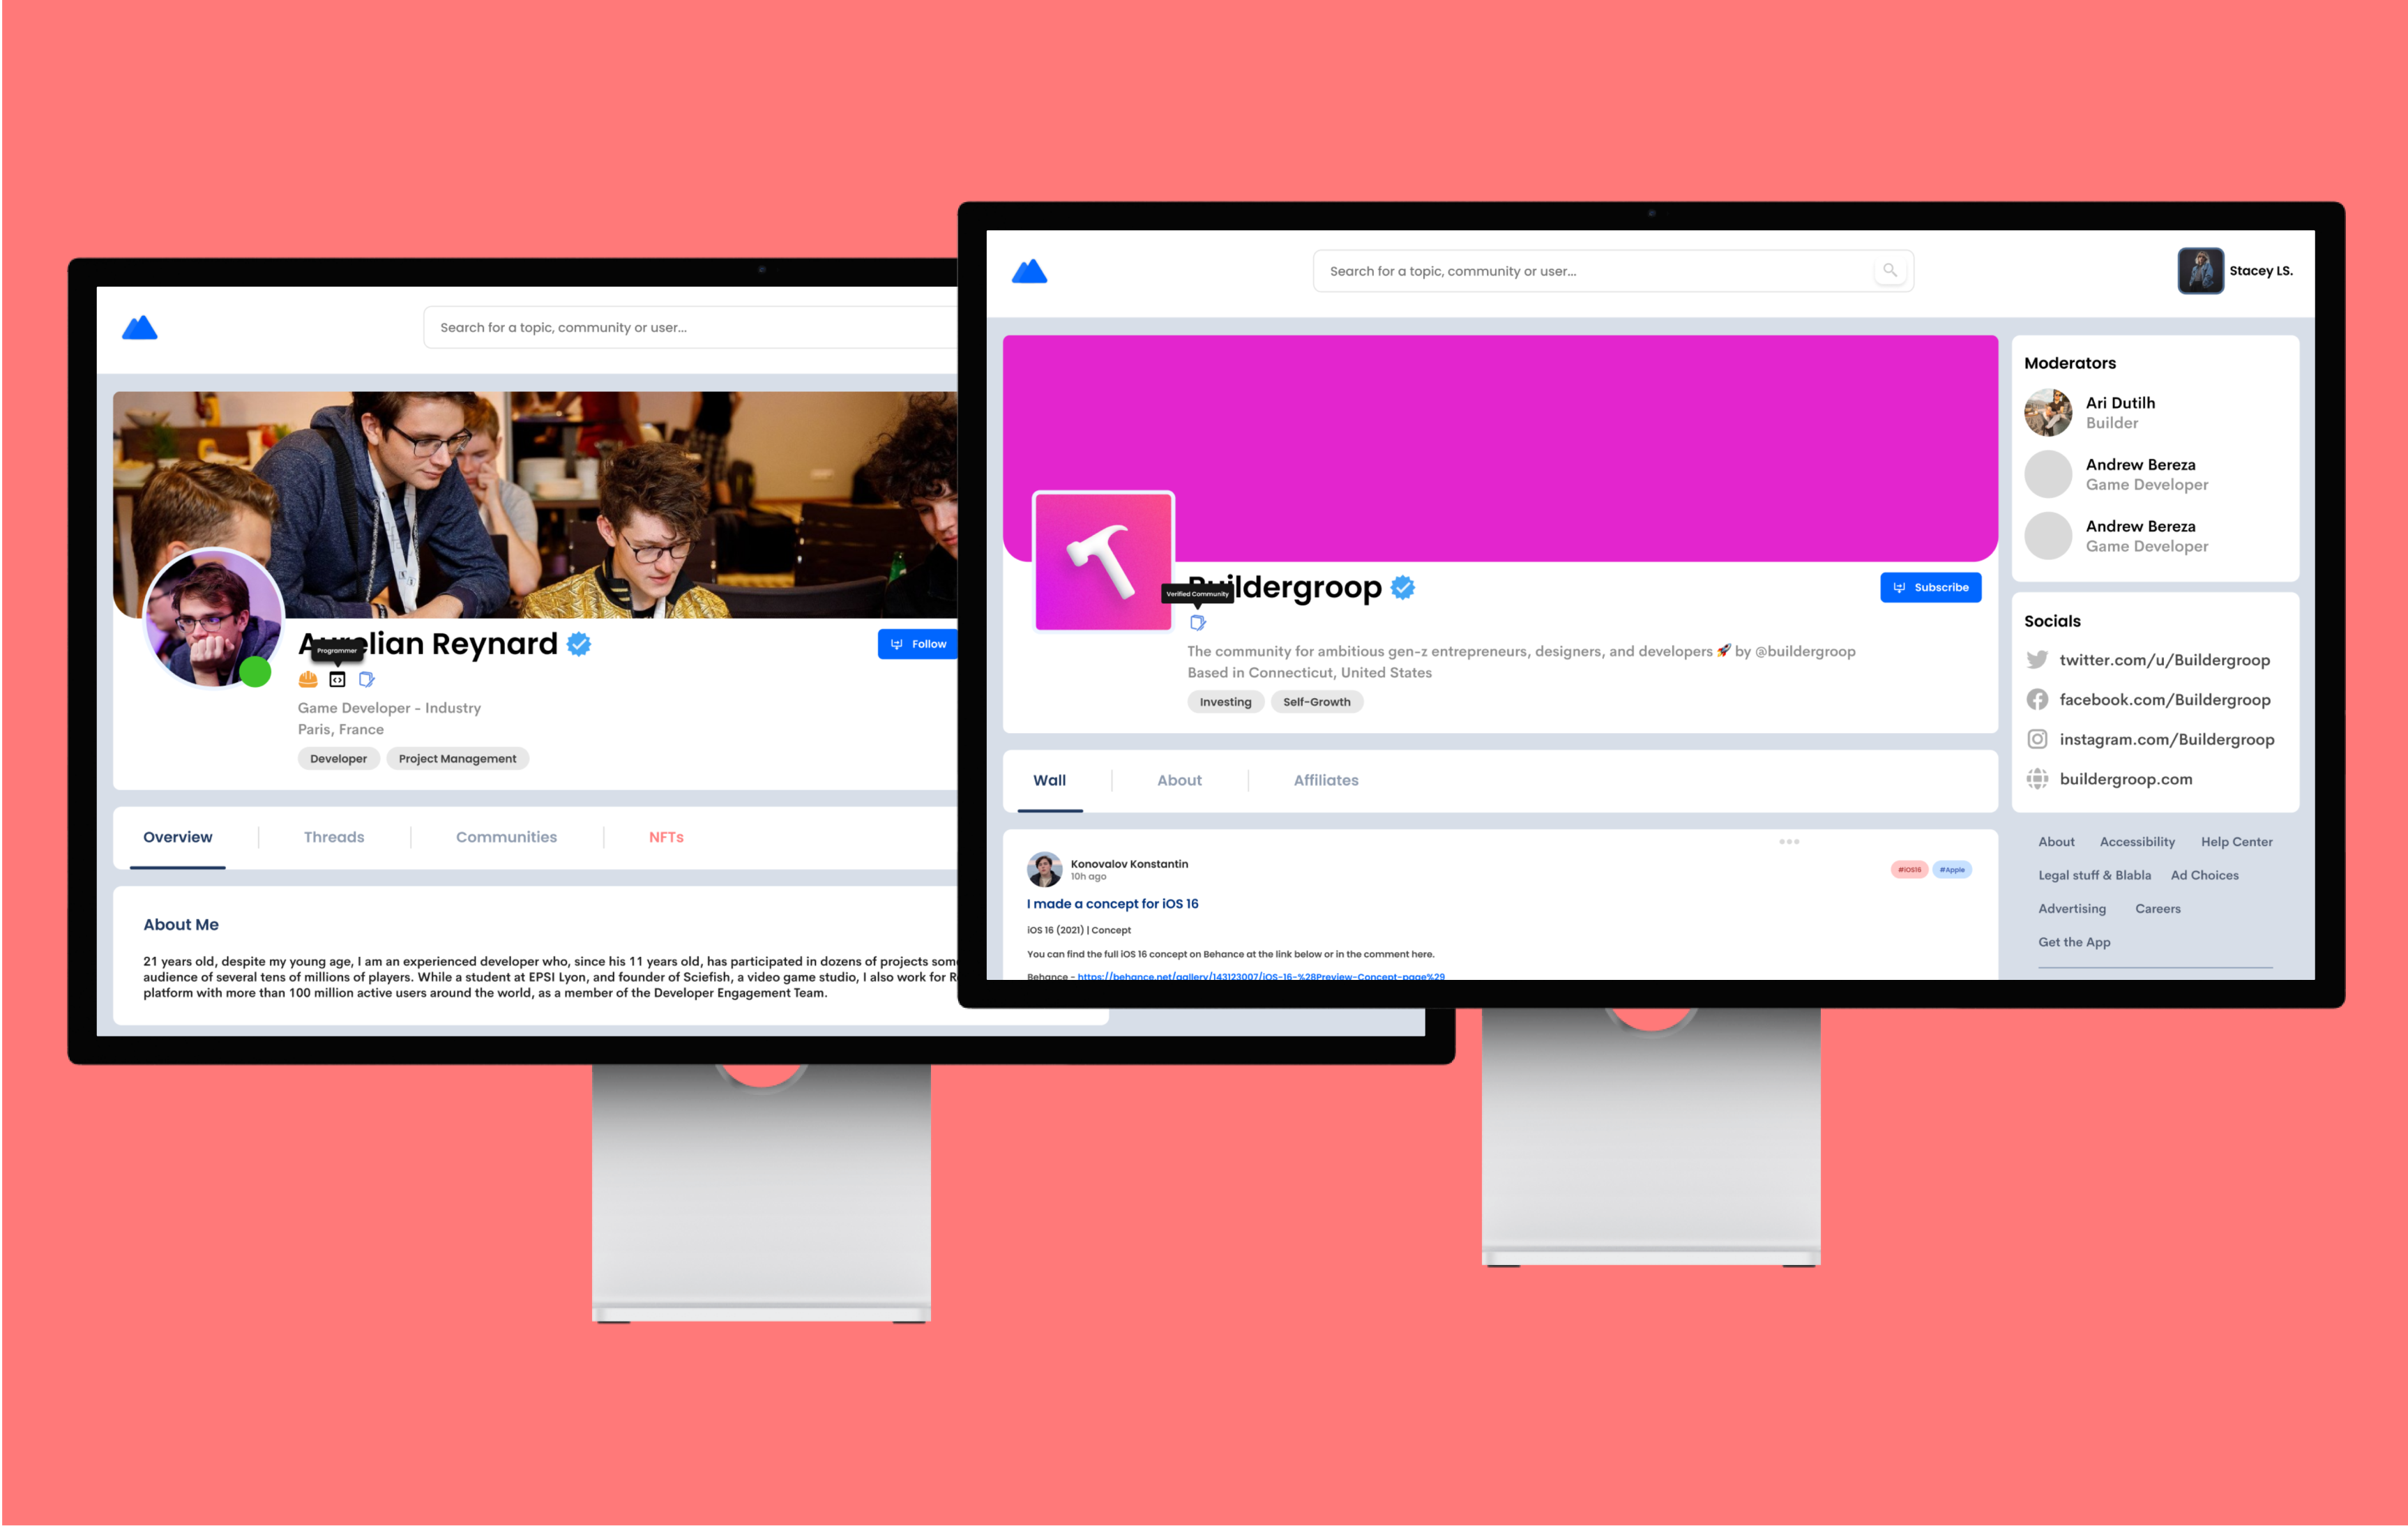 Search for a topic, community or user...
Programmer
Aurelian Reynard
Follow
Game Developer - Industry
Paris, France
Developer
Project Management
Overview
Threads
Communities
NFTs
About Me
21 years old, despite my young age, I am an experienced developer who, since his 11 years old, has participated in dozens of projects
audience of several tens of millions of players. While a student at EPSI Lyon, and founder of Sciefish, a video game studio, I also work for
platform with more than 100 million active users around the world, as a member of the Developer Engagement Team.
Search for a topic, community or user...
Stacey LS.
Verified Community
Buildergroop
Subscribe
The community for ambitious gen-z entrepreneurs, designers, and developers 🚀 by @buildergroop
Based in Connecticut, United States
Investing
Self-Growth
Wall
About
Affiliates
Konovalov Konstantin
10h ago
#iOS16
#Apple
I made a concept for iOS 16
iOS 16 (2021) | Concept
You can find the full iOS 16 concept on Behance at the link below or in the comment here.
Behance - https://behance.net/gallery/143123007/iOS-16-%28Preview-Concept-page%29
Moderators
Ari Dutilh
Builder
Andrew Bereza
Game Developer
Andrew Bereza
Game Developer
Socials
twitter.com/u/Buildergroop
facebook.com/Buildergroop
instagram.com/Buildergroop
buildergroop.com
About Accessibility Help Center
Legal stuff & Blabla Ad Choices
Advertising Careers
Get the App